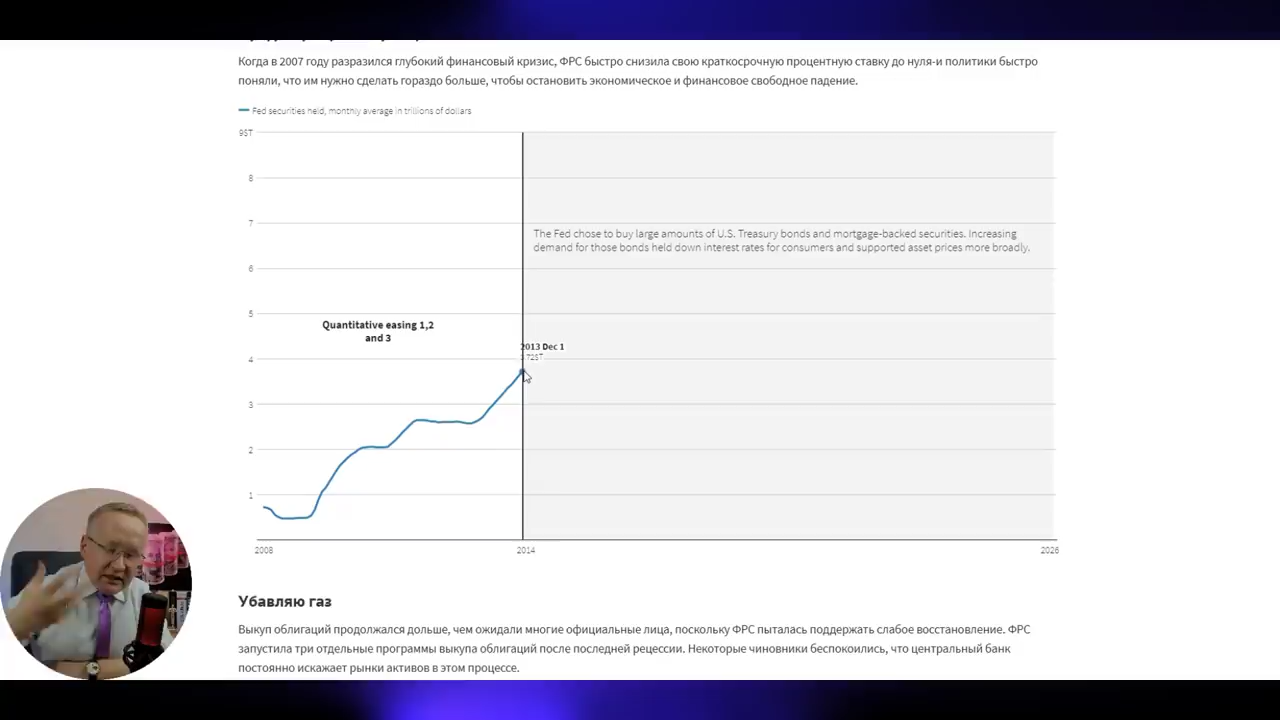 Когда в 2007 году разразился глубокий финансовый кризис, ФРС быстро снизила свою краткосрочную процентную ставку до нуля-и политики быстро
поняли, что им нужно сделать гораздо больше, чтобы остановить экономическое и финансовое свободное падение.
Fed securities held, monthly average in trillions of dollars
9$T
8
7
The Fed chose to buy large amounts of U.S. Treasury bonds and mortgage-backed securities. Increasing
demand for those bonds held down interest rates for consumers and supported asset prices more broadly.
6
5
Quantitative easing 1,2
and 3
2013 Dec 1
4
3
2
1
2008
2014
2026
Убавляю газ
Выкуп облигаций продолжался дольше, чем ожидали многие официальные лица, поскольку ФРС пыталась поддержать слабое восстановление. ФРС
запустила три отдельные программы выкупа облигаций после последней рецессии. Некоторые чиновники беспокоились, что центральный банк
постоянно искажает рынки активов в этом процессе.